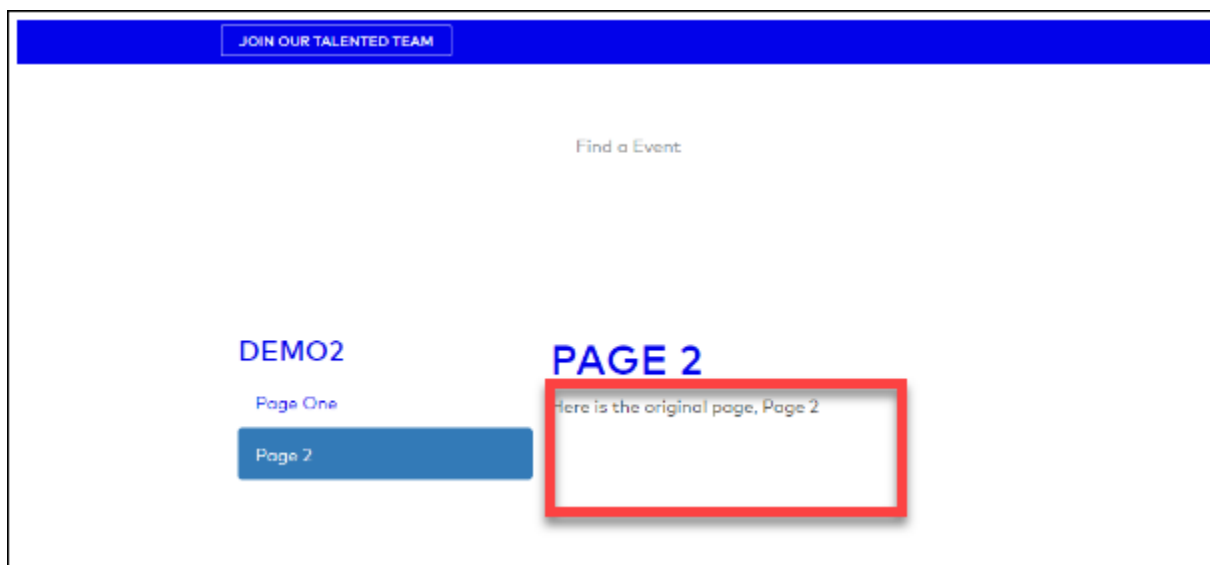 JOIN OUR TALENTED TEAM
Find a Event
DEMO2
Page One
Page 2
PAGE 2
Here is the original page, Page 2